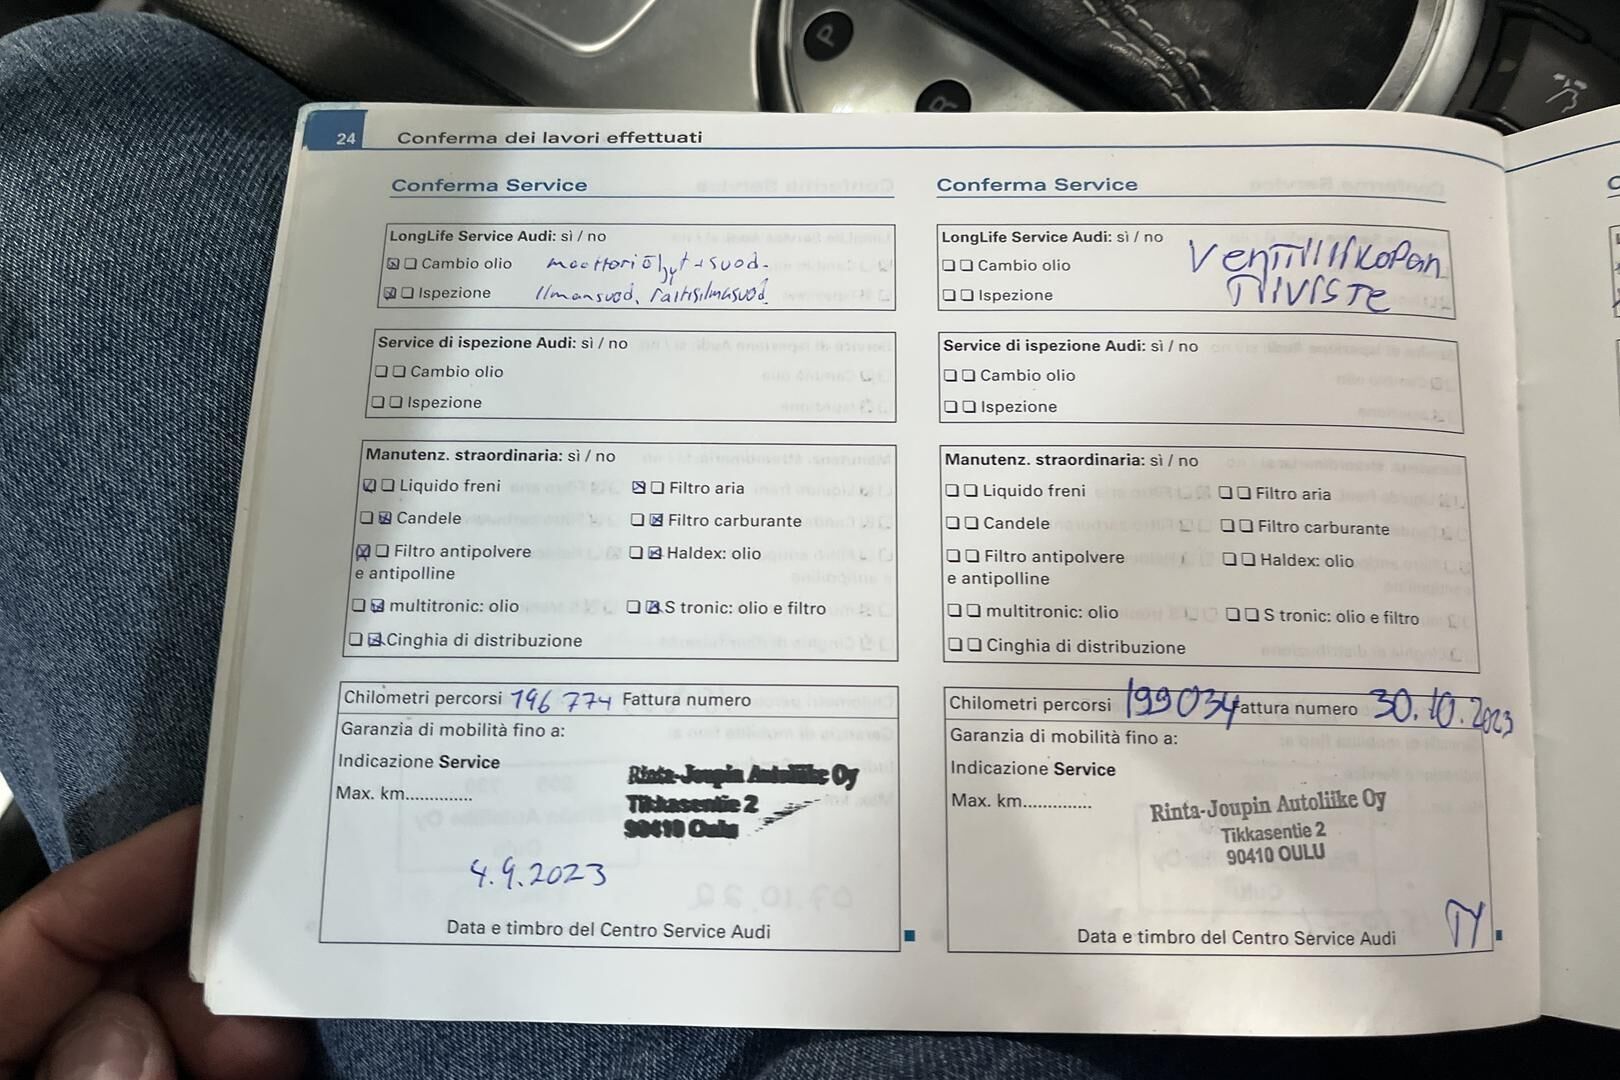 P
R
24 Conferma dei lavori effettuati
Conferma Service
LongLife Service Audi: sì / no
Cambio olio moottoriöljyt + suod.
Ispezione Ilmansuod, raitisilmasuod
Service di ispezione Audi: sì / no
Cambio olio
Ispezione
Manutenz. straordinaria: sì / no
Liquido freni Filtro aria
Candele Filtro carburante
Filtro antipolvere Haldex: olio
e antipolline
multitronic: olio S tronic: olio e filtro
Cinghia di distribuzione
Chilometri percorsi 196 774 Fattura numero
Garanzia di mobilità fino a:
Indicazione Service
Max. km..............
Rinta-Joupin Autoliike Oy
Tikkasentie 2
90410 Oulu
4.9.2023
Data e timbro del Centro Service Audi
Conferma Service
LongLife Service Audi: sì / no
Cambio olio
Ispezione
VENTTIILIKOPAN
TIIVISTE
Service di ispezione Audi: sì / no
Cambio olio
Ispezione
Manutenz. straordinaria: sì / no
Liquido freni Filtro aria
Candele Filtro carburante
Filtro antipolvere Haldex: olio
e antipolline
multitronic: olio S tronic: olio e filtro
Cinghia di distribuzione
Chilometri percorsi 199034 Fattura numero 30.10.2023
Garanzia di mobilità fino a:
Indicazione Service
Max. km..............
Rinta-Joupin Autoliike Oy
Tikkasentie 2
90410 OULU
Data e timbro del Centro Service Audi